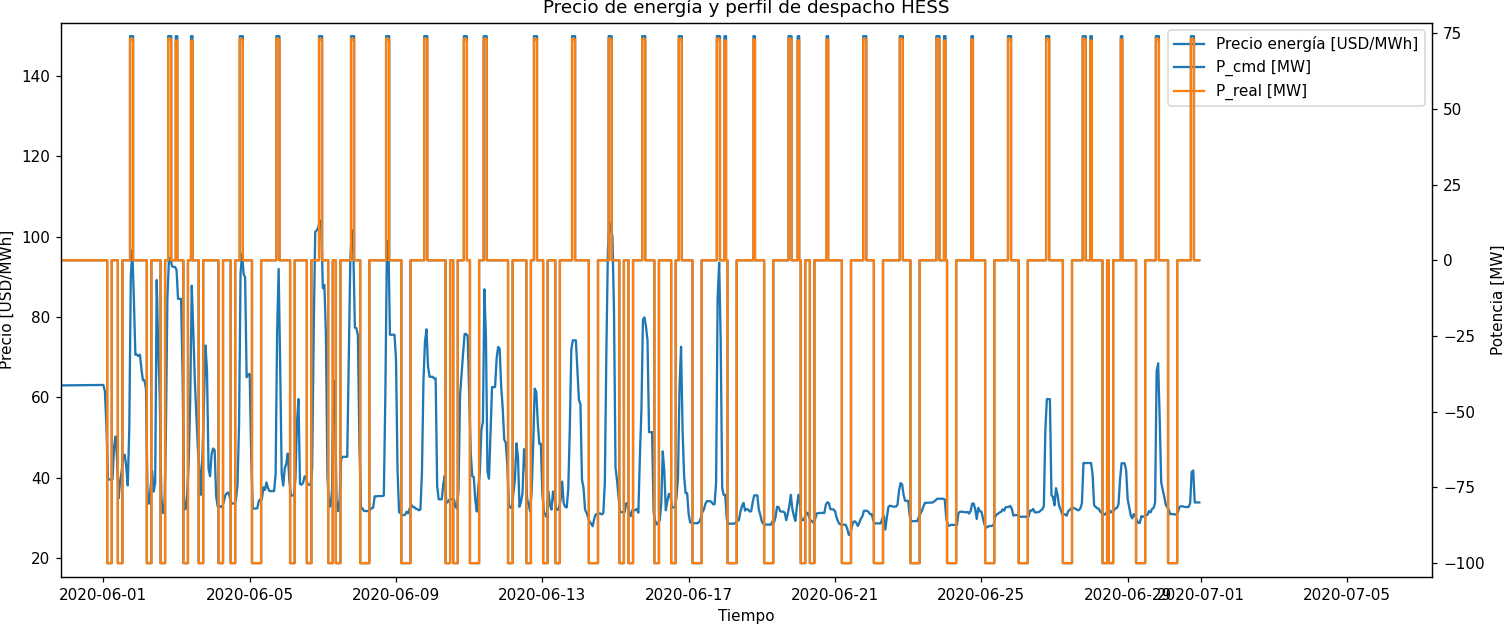 Precio de energía y perfil de despacho HESS
Precio [USD/MWh]
140
120
100
80
60
40
20
75
50
25
0
−25
−50
−75
−100
Potencia [MW]
Precio energía [USD/MWh]
P_cmd [MW]
P_real [MW]
2020-06-01 2020-06-05 2020-06-09 2020-06-13 2020-06-17 2020-06-21 2020-06-25 2020-06-29 2020-07-01 2020-07-05
Tiempo